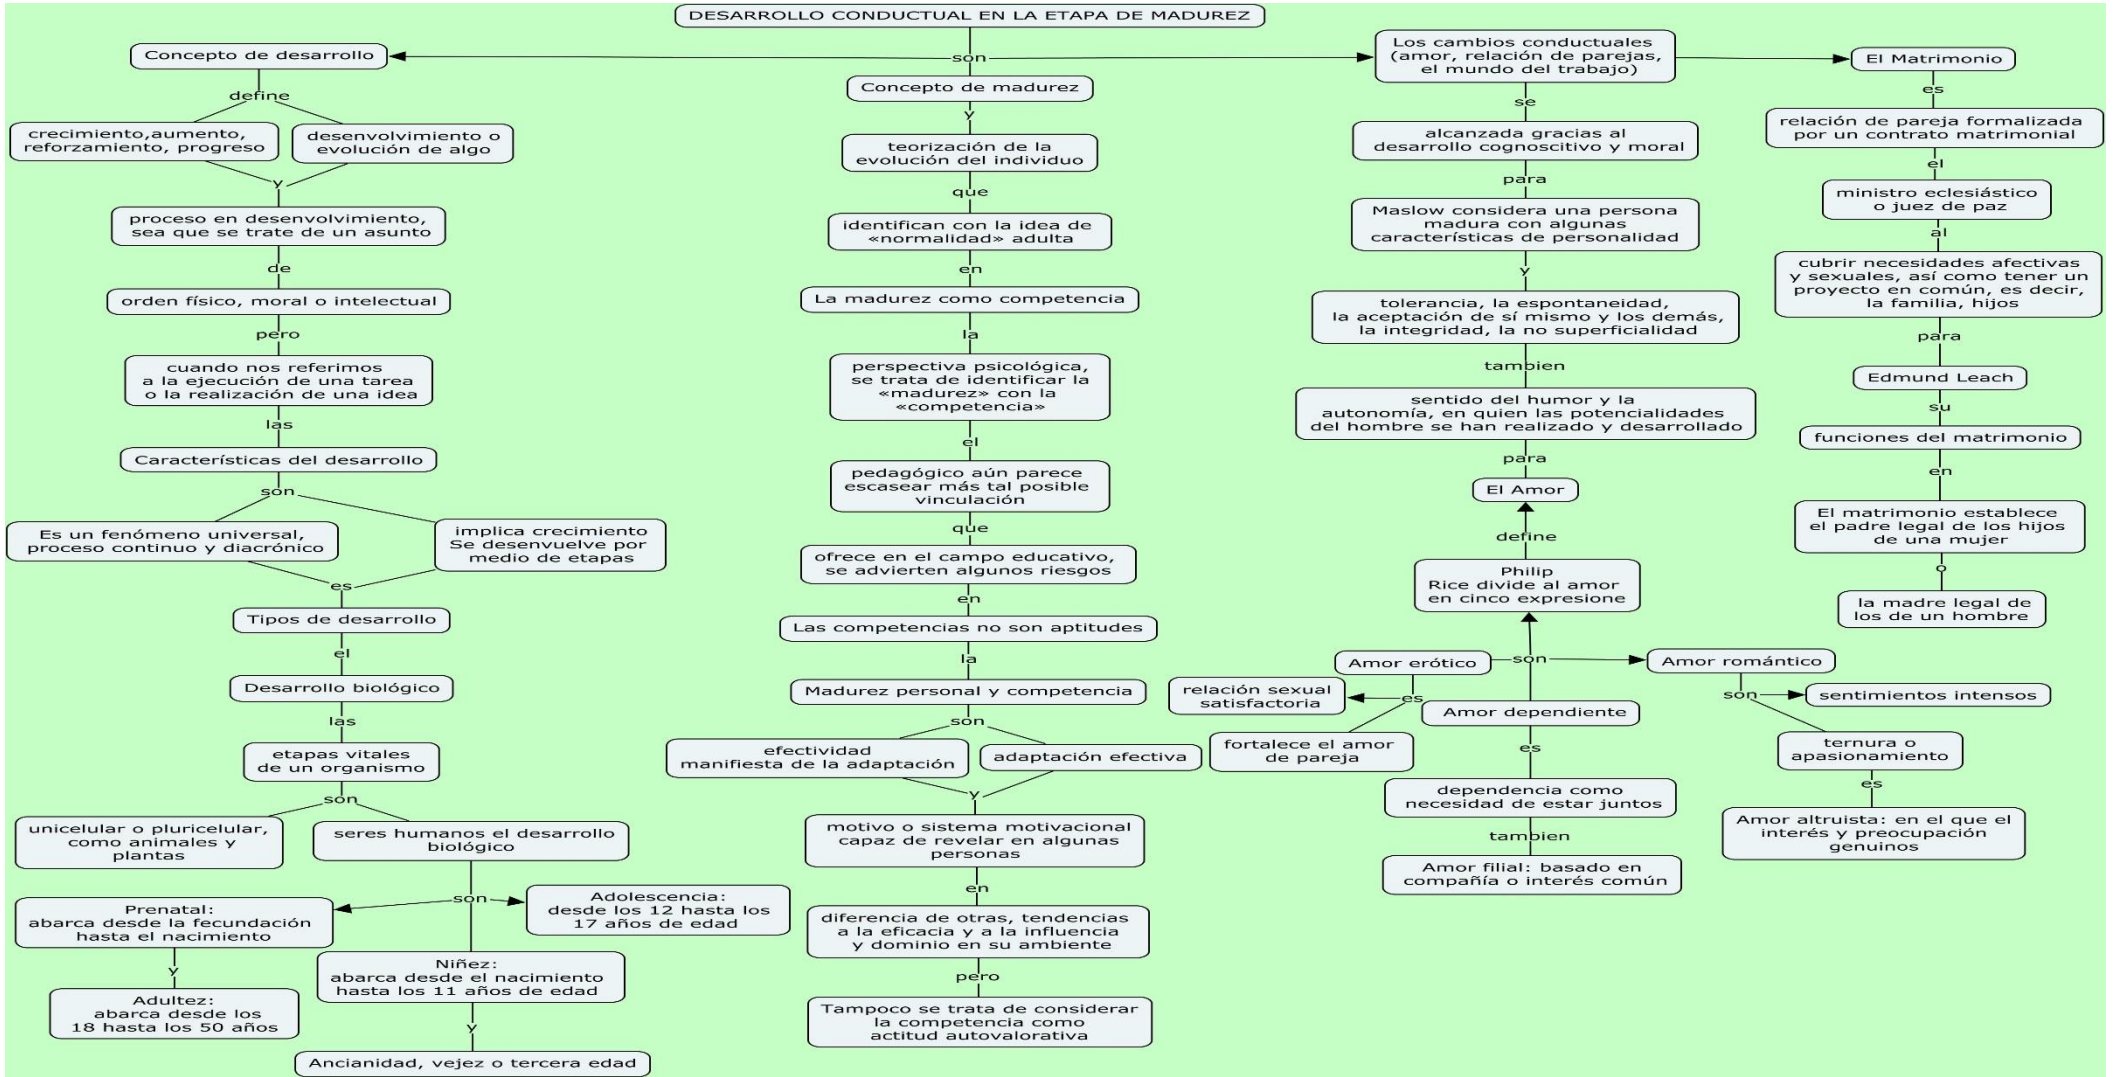 DESARROLLO CONDUCTUAL EN LA ETAPA DE MADUREZ
son
Concepto de desarrollo
define
crecimiento,aumento,
reforzamiento, progreso
desenvolvimiento o
evolución de algo
y
proceso en desenvolvimiento,
sea que se trate de un asunto
de
orden físico, moral o intelectual
pero
cuando nos referimos
a la ejecución de una tarea
o la realización de una idea
las
Características del desarrollo
son
Es un fenómeno universal,
proceso continuo y diacrónico
implica crecimiento
Se desenvuelve por
medio de etapas
es
Tipos de desarrollo
el
Desarrollo biológico
las
etapas vitales
de un organismo
son
unicelular o pluricelular,
como animales y
plantas
seres humanos el desarrollo
biológico
son
Prenatal:
abarca desde la fecundación
hasta el nacimiento
y
Adultez:
abarca desde los
18 hasta los 50 años
Adolescencia:
desde los 12 hasta los
17 años de edad
Niñez:
abarca desde el nacimiento
hasta los 11 años de edad
y
Ancianidad, vejez o tercera edad
Concepto de madurez
y
teorización de la
evolución del individuo
que
identifican con la idea de
«normalidad» adulta
en
La madurez como competencia
la
perspectiva psicológica,
se trata de identificar la
«madurez» con la
«competencia»
el
pedagógico aún parece
escasear más tal posible
vinculación
que
ofrece en el campo educativo,
se advierten algunos riesgos
en
Las competencias no son aptitudes
la
Madurez personal y competencia
son
efectividad
manifiesta de la adaptación
adaptación efectiva
y
motivo o sistema motivacional
capaz de revelar en algunas
personas
en
diferencia de otras, tendencias
a la eficacia y a la influencia
y dominio en su ambiente
pero
Tampoco se trata de considerar
la competencia como
actitud autovalorativa
Los cambios conductuales
(amor, relación de parejas,
el mundo del trabajo)
se
alcanzada gracias al
desarrollo cognoscitivo y moral
para
Maslow considera una persona
madura con algunas
características de personalidad
y
tolerancia, la espontaneidad,
la aceptación de sí mismo y los demás,
la integridad, la no superficialidad
tambien
sentido del humor y la
autonomía, en quien las potencialidades
del hombre se han realizado y desarrollado
para
El Amor
define
Philip
Rice divide al amor
en cinco expresione
son
Amor erótico
es
relación sexual
satisfactoria
fortalece el amor
de pareja
Amor dependiente
es
dependencia como
necesidad de estar juntos
tambien
Amor filial: basado en
compañía o interés común
Amor romántico
son
sentimientos intensos
ternura o
apasionamiento
es
Amor altruista: en el que el
interés y preocupación
genuinos
El Matrimonio
es
relación de pareja formalizada
por un contrato matrimonial
el
ministro eclesiástico
o juez de paz
al
cubrir necesidades afectivas
y sexuales, así como tener un
proyecto en común, es decir,
la familia, hijos
para
Edmund Leach
su
funciones del matrimonio
en
El matrimonio establece
el padre legal de los hijos
de una mujer
o
la madre legal de
los de un hombre